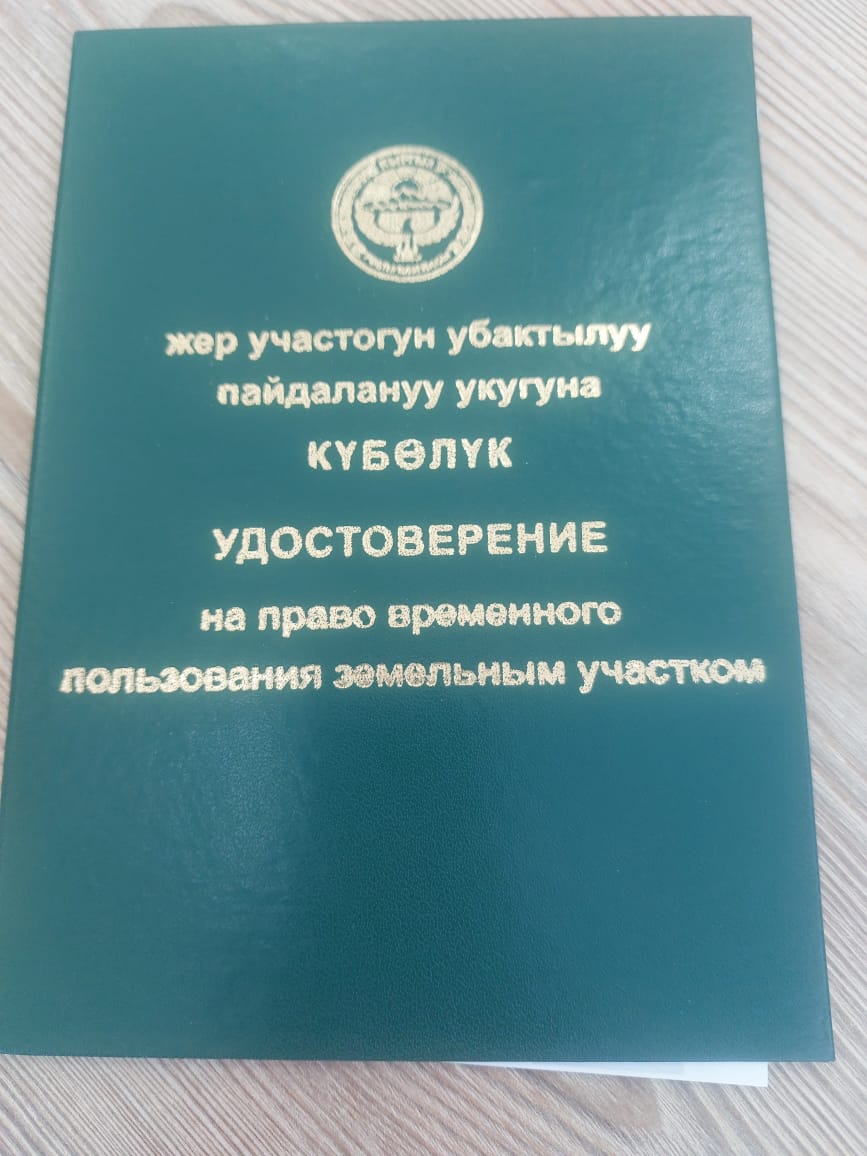 жер участогун убактылуу
пайдалануу укугуна
КҮБӨЛҮК
УДОСТОВЕРЕНИЕ
на право временного
пользования земельным участком